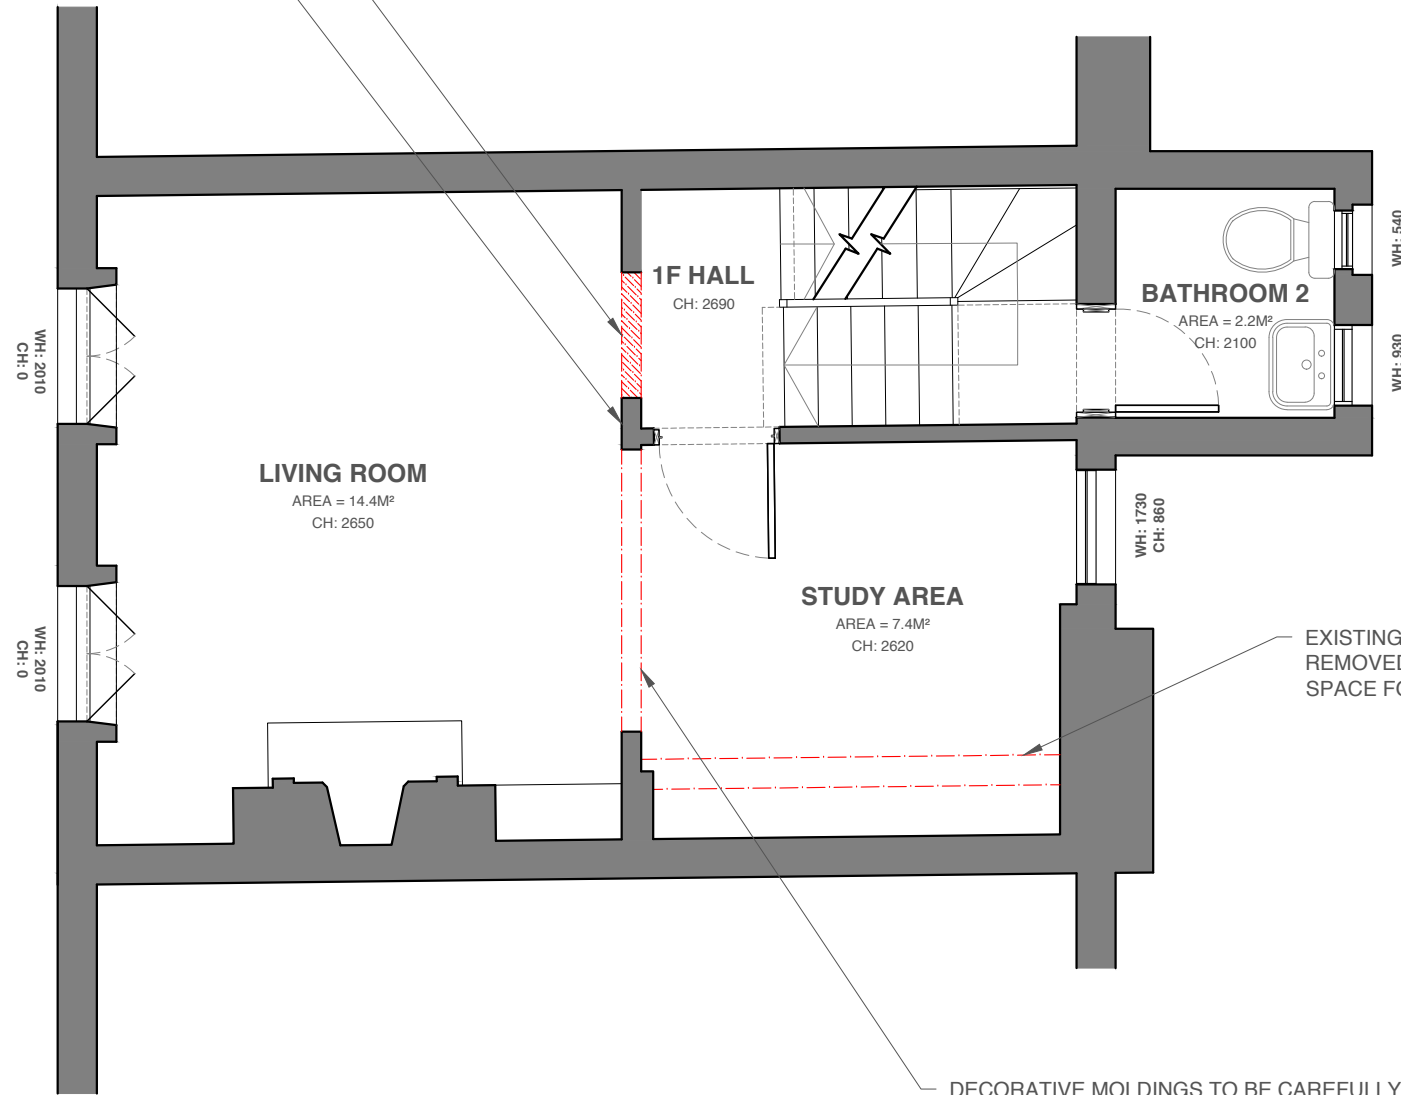 1F HALL
CH: 2690
BATHROOM 2
AREA = 2.2M²
CH: 2100
WH: 540
WH: 930
WH: 2010
CH: 0
LIVING ROOM
AREA = 14.4M²
CH: 2650
WH: 1730
CH: 860
STUDY AREA
AREA = 7.4M²
CH: 2620
WH: 2010
CH: 0
EXISTING
REMOVED
SPACE FO
DECORATIVE MOLDINGS TO BE CAREFULLY